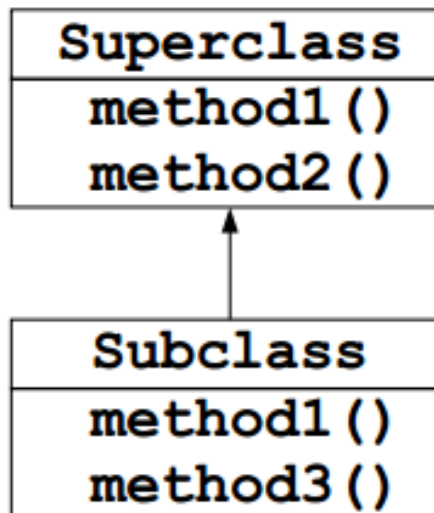 Superclass
method1()
method2()
Subclass
method1()
method3()